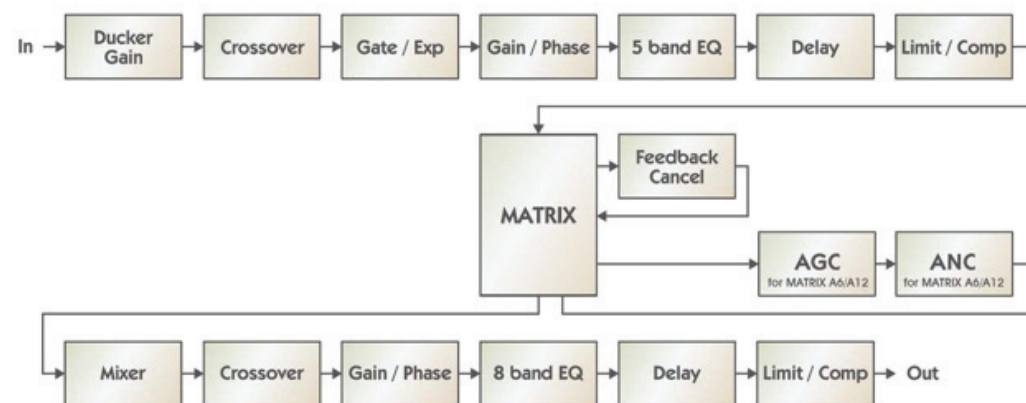 In
Ducker
Gain
Crossover
Gate / Exp
Gain / Phase
5 band EQ
Delay
Limit / Comp
MATRIX
Feedback
Cancel
AGC
for MATRIX A6/A12
ANC
for MATRIX A6/A12
Mixer
Crossover
Gain / Phase
8 band EQ
Delay
Limit / Comp
Out